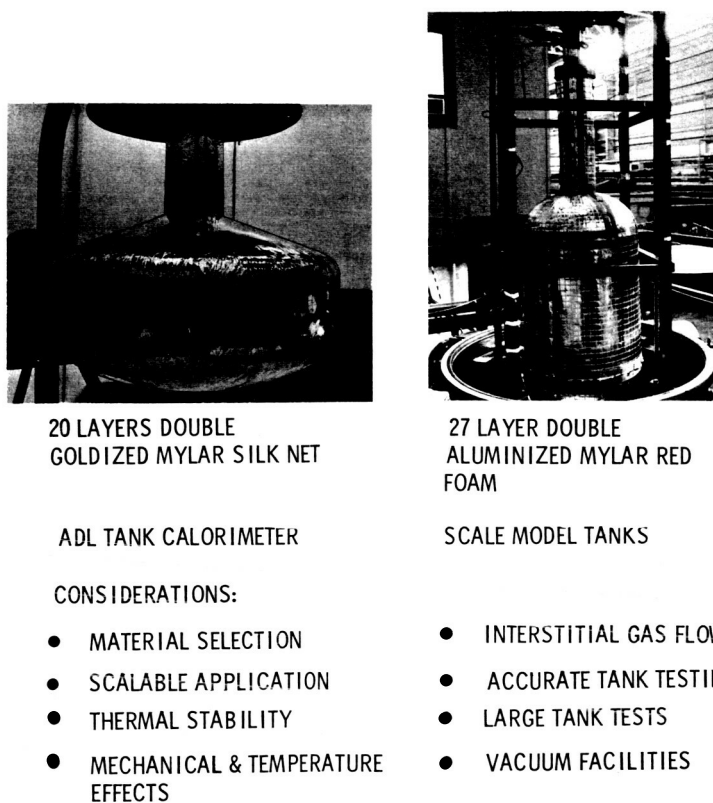 20 LAYERS DOUBLE
GOLDIZED MYLAR SILK NET
27 LAYER DOUBLE
ALUMINIZED MYLAR RED
FOAM
ADL TANK CALORIMETER
SCALE MODEL TANKS
CONSIDERATIONS:
● MATERIAL SELECTION
● SCALABLE APPLICATION
● THERMAL STABILITY
● MECHANICAL & TEMPERATURE
EFFECTS
● INTERSTITIAL GAS
● ACCURATE TANK
● LARGE TANK TESTS
● VACUUM FACILITIES